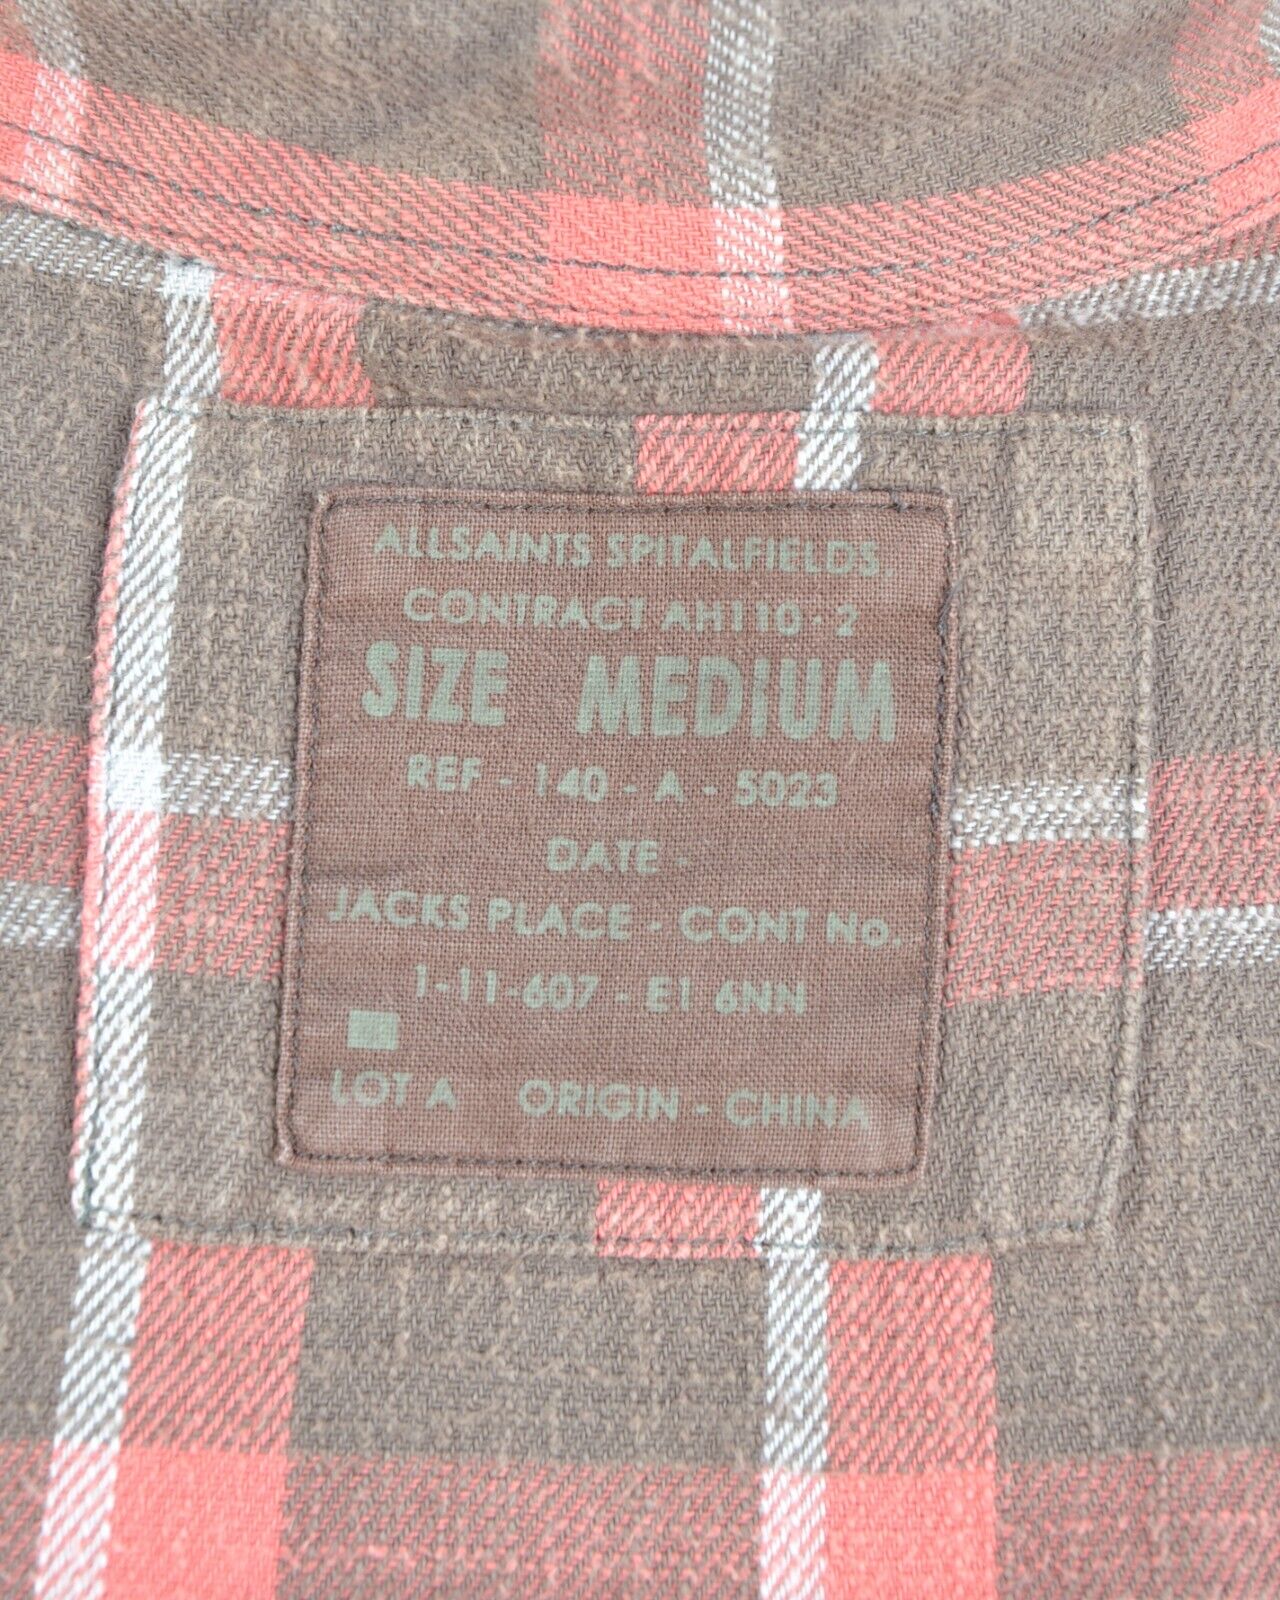 ALLSAINTS SPITALFIELDS.
CONTRACT AH110-2
SIZE MEDIUM
REF - 140 - A - 5023
DATE -
JACKS PLACE - CONT No.
1-11-607 - E1 6NN
LOT A ORIGIN - CHINA